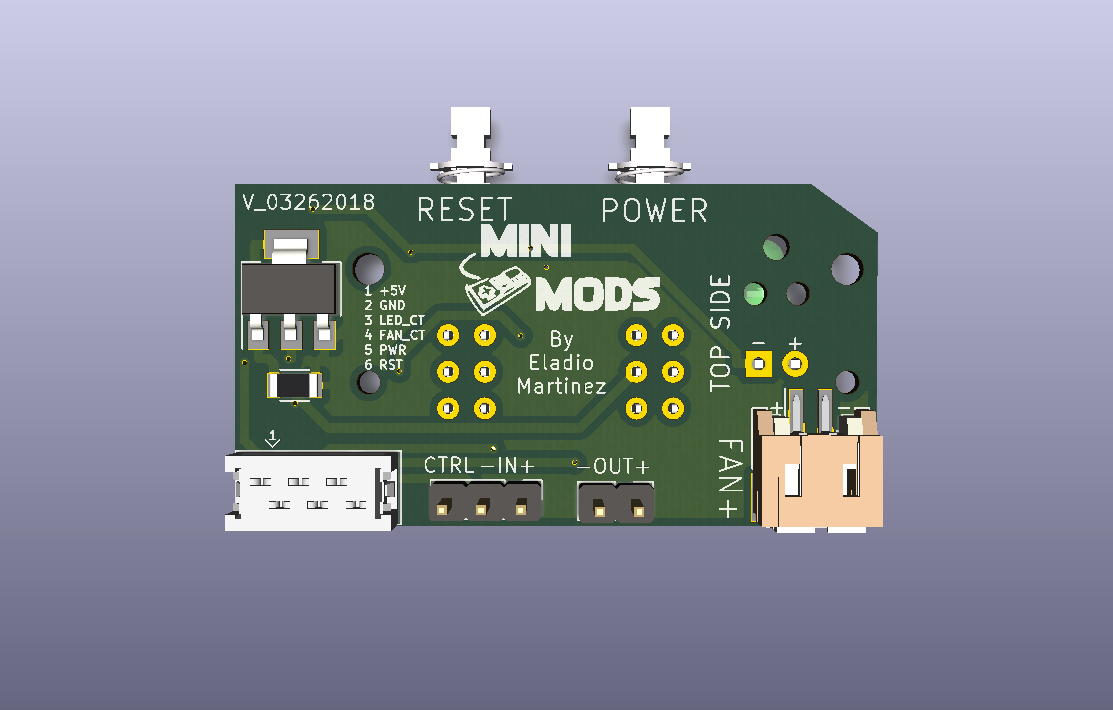 V_03262018
RESET
POWER
MINI
MODS
1 +5V
2 GND
3 LED_CT
4 FAN_CT
5 PWR
6 RST
By
Eladio
Martinez
TOP SIDE
- +
+ -
FAN+
1
CTRL -IN+
-OUT+